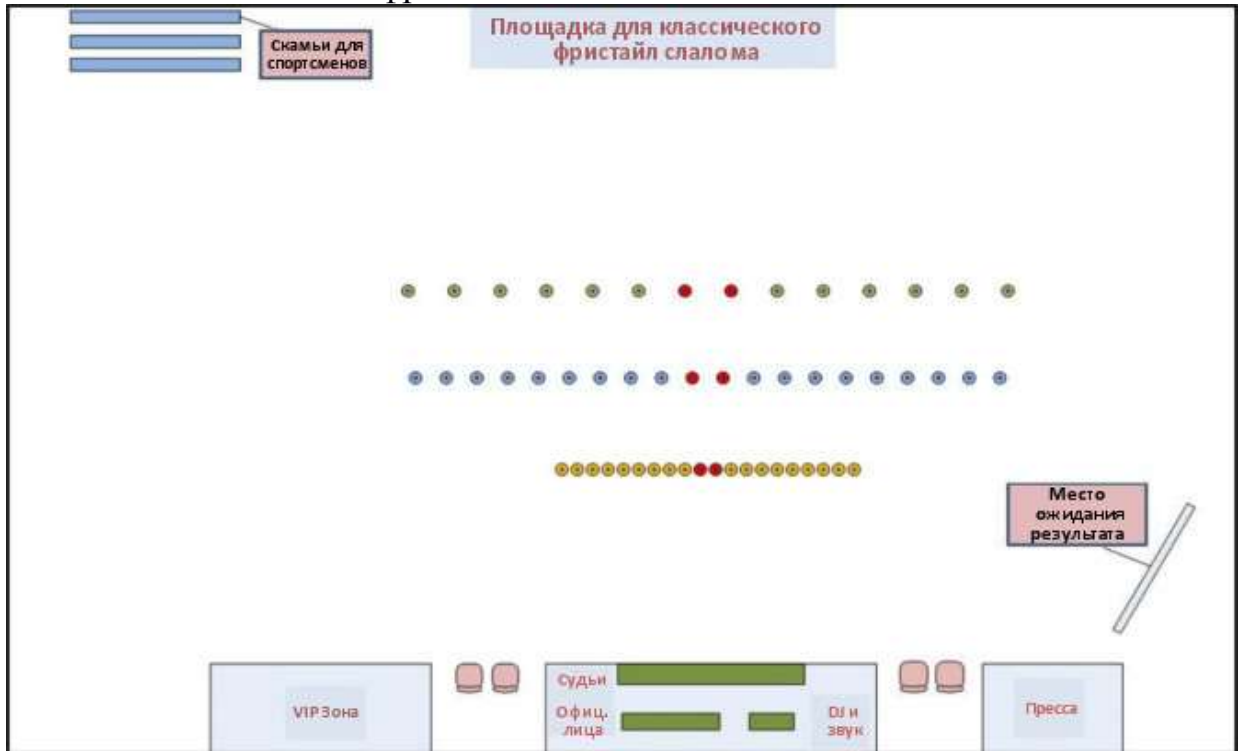 Площадка для классического
фристайл слалома
Скамьи для
спортсменов
Место
ожидания
результата
VIP Зона
Судьи
Офиц.
лица
DJ и
звук
Пресса